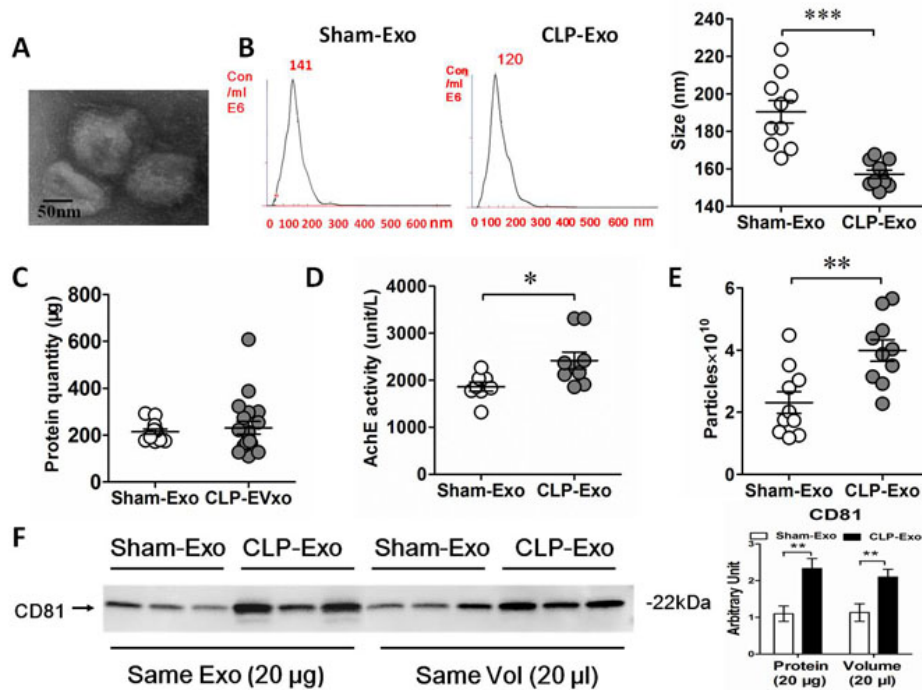 A
50nm
B
Sham-Exo
CLP-Exo
Con
/ml
E6
141
0 100 200 300 400 500 600 nm
Con
/ml
E6
120
0 100 200 300 400 500 600 nm
***
Size (nm)
220
200
180
160
140
Sham-Exo CLP-Exo
C
Protein quantity (µg)
800
600
400
200
0
Sham-Exo CLP-EVxo
D
*
AchE activity (unit/L)
4000
3000
2000
1000
0
Sham-Exo CLP-Exo
E
**
Particles×10¹⁰
6
4
2
0
Sham-Exo CLP-Exo
F
Sham-Exo CLP-Exo Sham-Exo CLP-Exo
CD81 → -22kDa
Same Exo (20 µg) Same Vol (20 µl)
CD81
Sham-Exo CLP-Exo
** **
Arbitrary Unit
3
2
1
0
Protein Volume
(20 µg) (20 µl)